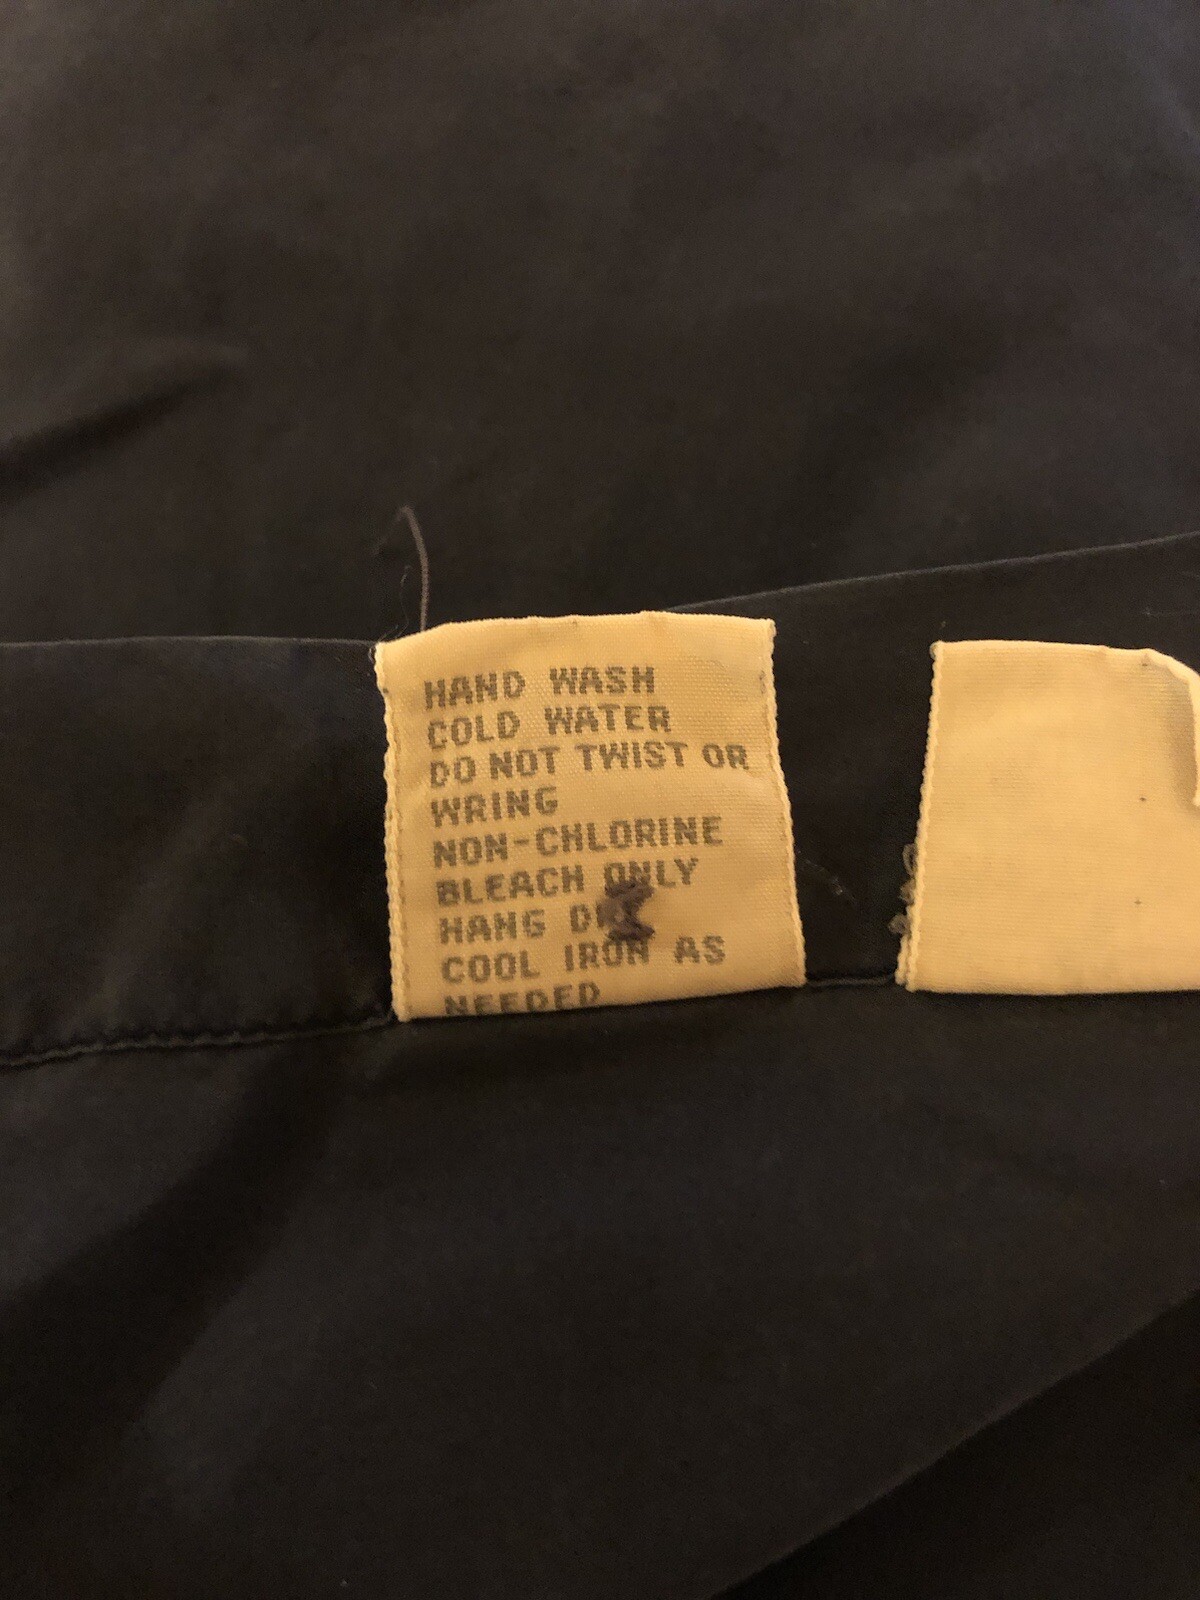 HAND WASH
COLD WATER
DO NOT TWIST OR
WRING
NON-CHLORINE
BLEACH ONLY
HANG
COOL IRON AS
NEEDED